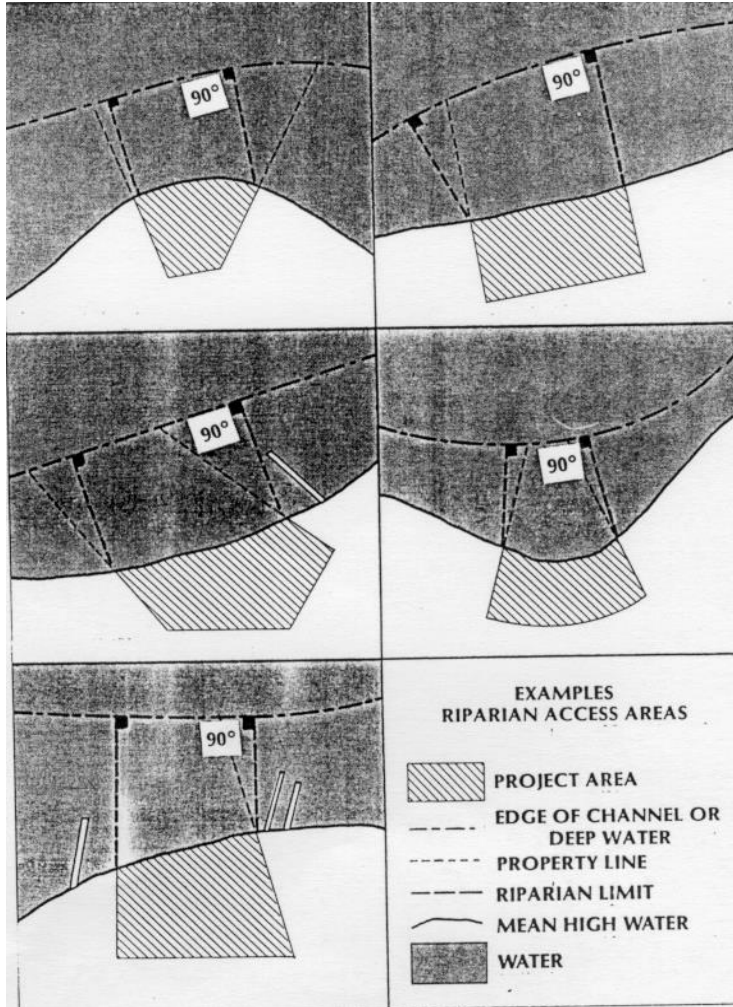 90°
90°
90°
90°
90°
EXAMPLES
RIPARIAN ACCESS AREAS
PROJECT AREA
EDGE OF CHANNEL OR
DEEP WATER
PROPERTY LINE
RIPARIAN LIMIT
MEAN HIGH WATER
WATER